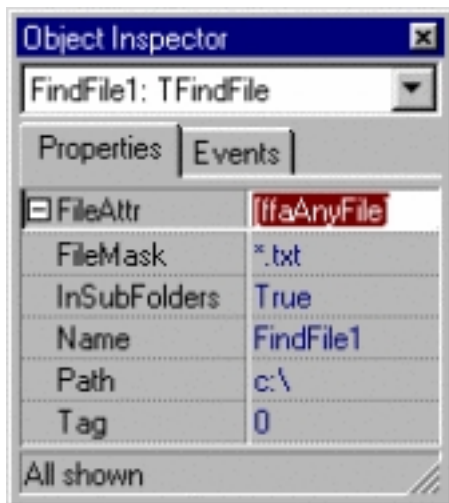 Object Inspector
FindFile1: TFindFile
Properties Events
FileAttr [ffaAnyFile]
FileMask *.txt
InSubFolders True
Name FindFile1
Path c:\
Tag 0
All shown